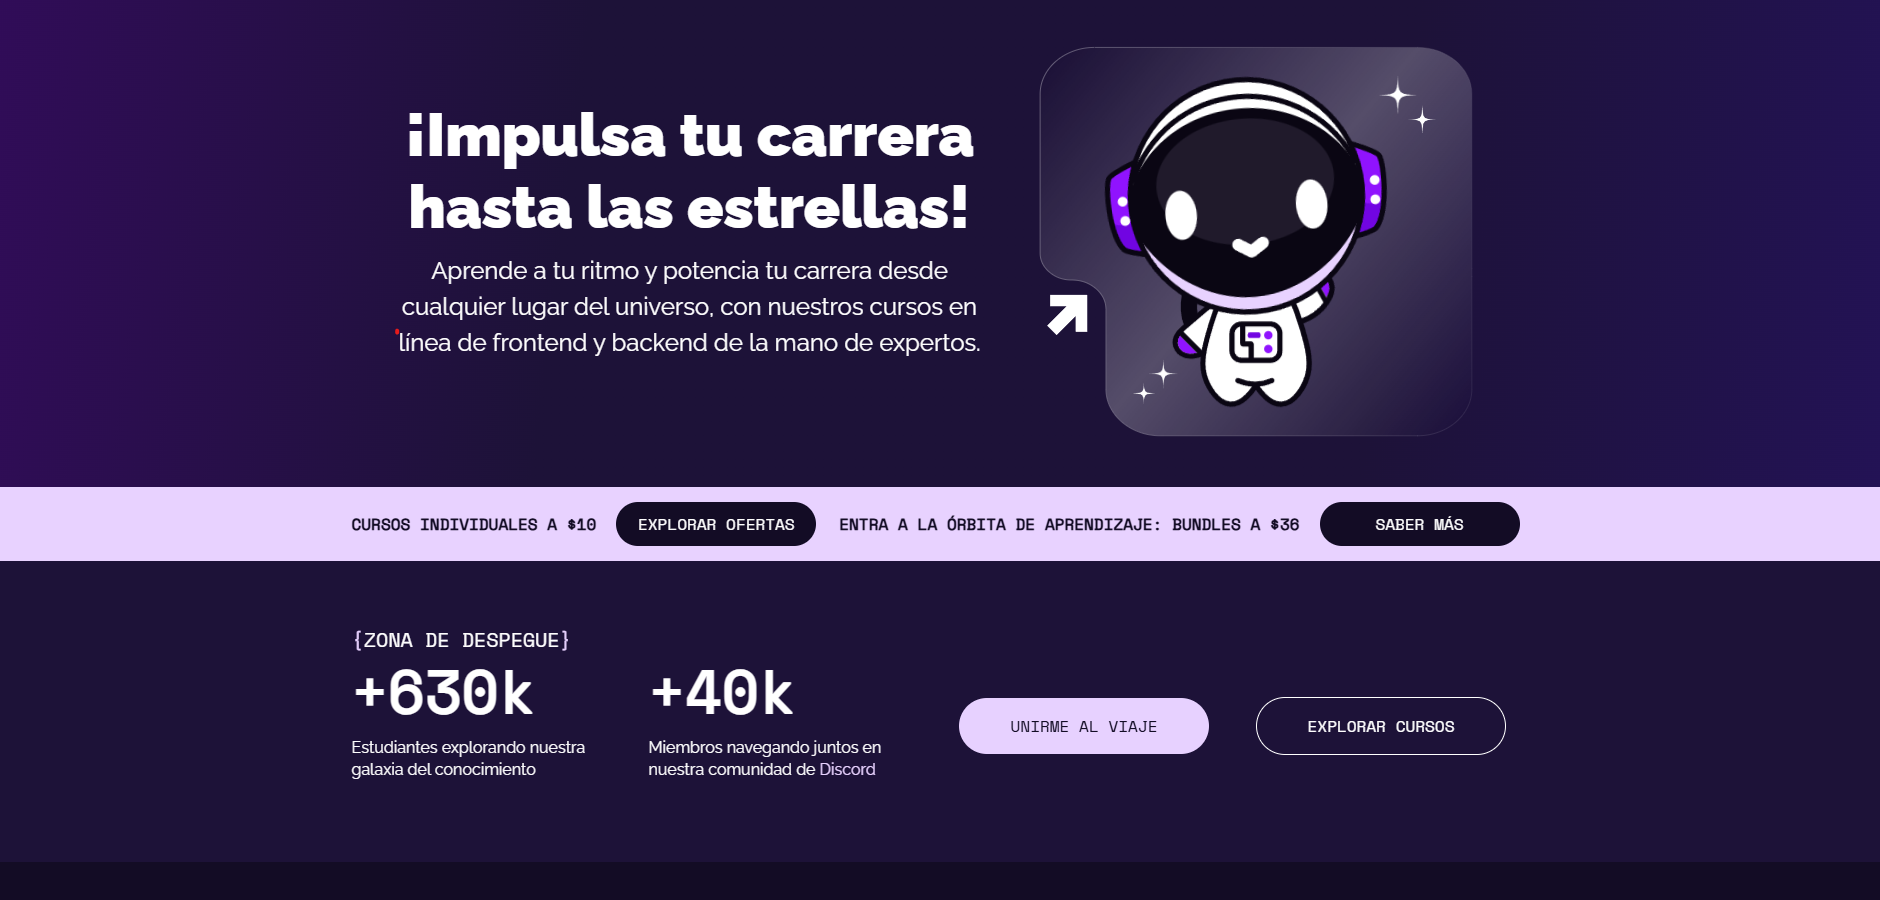 ¡Impulsa tu carrera
hasta las estrellas!
Aprende a tu ritmo y potencia tu carrera desde
cualquier lugar del universo, con nuestros cursos en
línea de frontend y backend de la mano de expertos.
CURSOS INDIVIDUALES A $10
EXPLORAR OFERTAS
ENTRA A LA ÓRBITA DE APRENDIZAJE: BUNDLES A $36
SABER MÁS
{ZONA DE DESPEGUE}
+630k
Estudiantes explorando nuestra
galaxia del conocimiento
+40k
Miembros navegando juntos en
nuestra comunidad de Discord
UNIRME AL VIAJE
EXPLORAR CURSOS